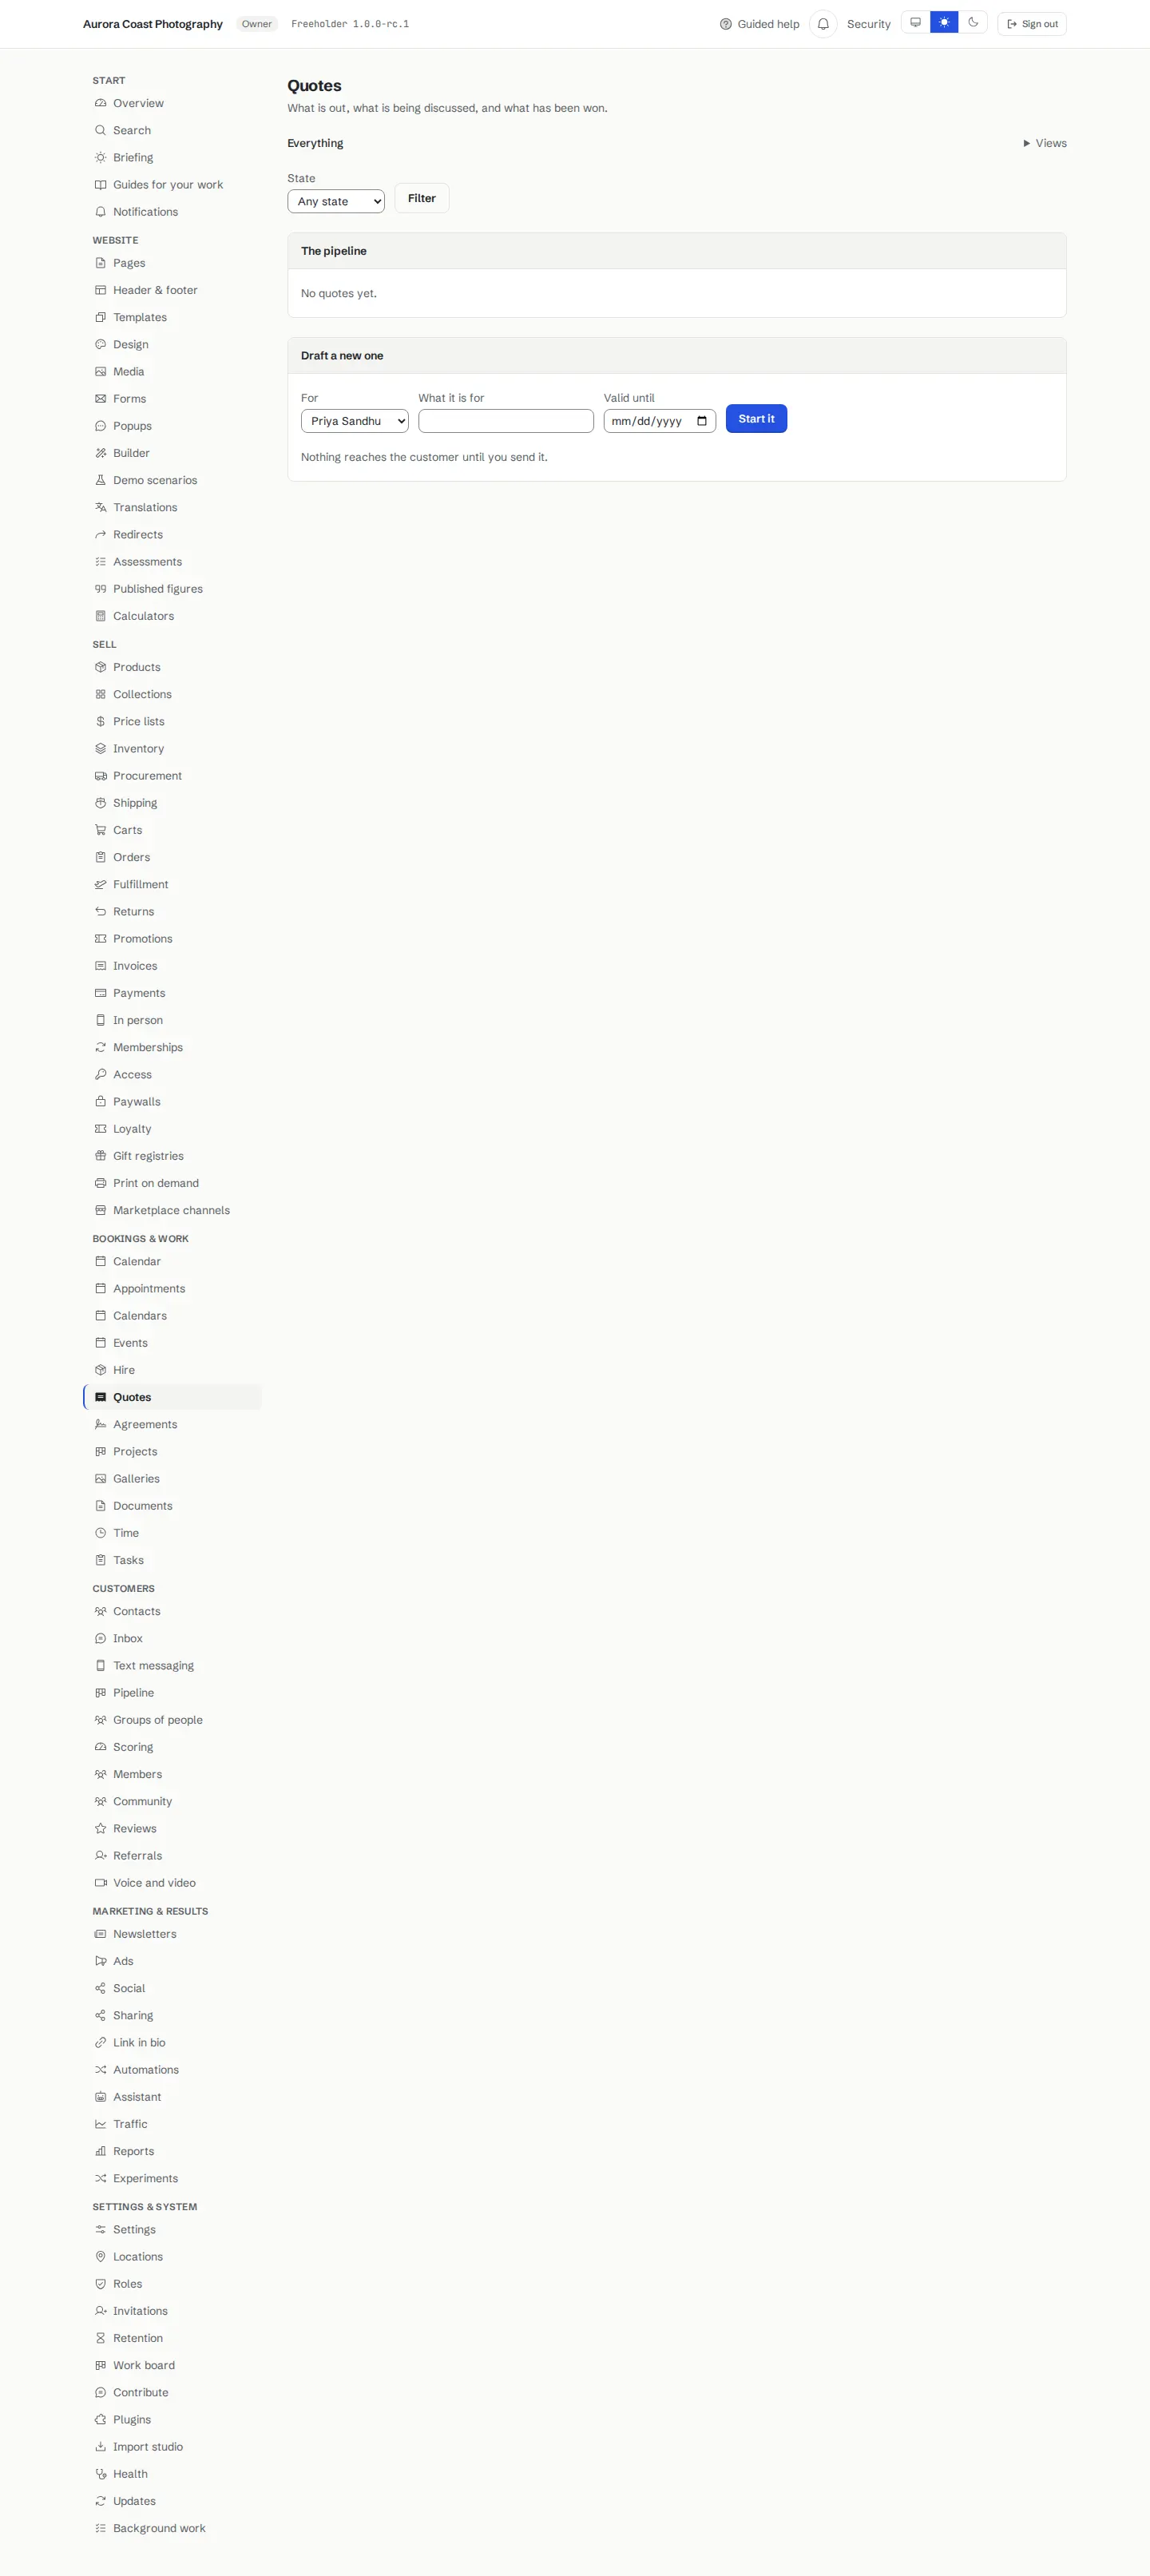 Aurora Coast Photography Owner Freeholder 1.0.0-rc.1 Guided help Security Sign out
START
Overview
Search
Briefing
Guides for your work
Notifications
WEBSITE
Pages
Header & footer
Templates
Design
Media
Forms
Popups
Builder
Demo scenarios
Translations
Redirects
Assessments
Published figures
Calculators
SELL
Products
Collections
Price lists
Inventory
Procurement
Shipping
Carts
Orders
Fulfillment
Returns
Promotions
Invoices
Payments
In person
Memberships
Access
Paywalls
Loyalty
Gift registries
Print on demand
Marketplace channels
BOOKINGS & WORK
Calendar
Appointments
Calendars
Events
Hire
Quotes
Agreements
Projects
Galleries
Documents
Time
Tasks
CUSTOMERS
Contacts
Inbox
Text messaging
Pipeline
Groups of people
Scoring
Members
Community
Reviews
Referrals
Voice and video
MARKETING & RESULTS
Newsletters
Ads
Social
Sharing
Link in bio
Automations
Assistant
Traffic
Reports
Experiments
SETTINGS & SYSTEM
Settings
Locations
Roles
Invitations
Retention
Work board
Contribute
Plugins
Import studio
Health
Updates
Background work
Quotes
What is out, what is being discussed, and what has been won.
Everything Views
State
Any state Filter
The pipeline
No quotes yet.
Draft a new one
For What it is for Valid until
Priya Sandhu mm/dd/yyyy Start it
Nothing reaches the customer until you send it.